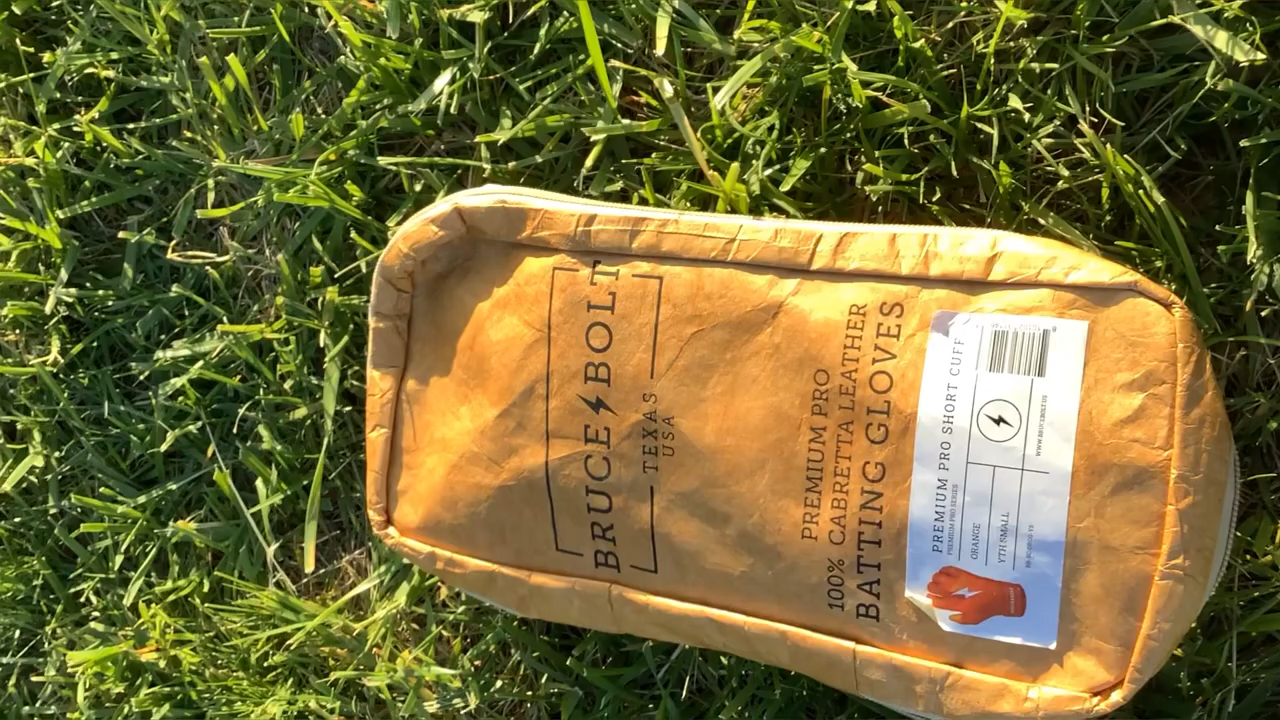 BRUCE BOLT
TEXAS
USA
PREMIUM PRO
100% CABRETTA LEATHER
BATTING GLOVES
PREMIUM PRO SHORT CUFF
PREMIUM PRO SERIES
ORANGE
YTH SMALL
WWW.BRUCEBOLT.US